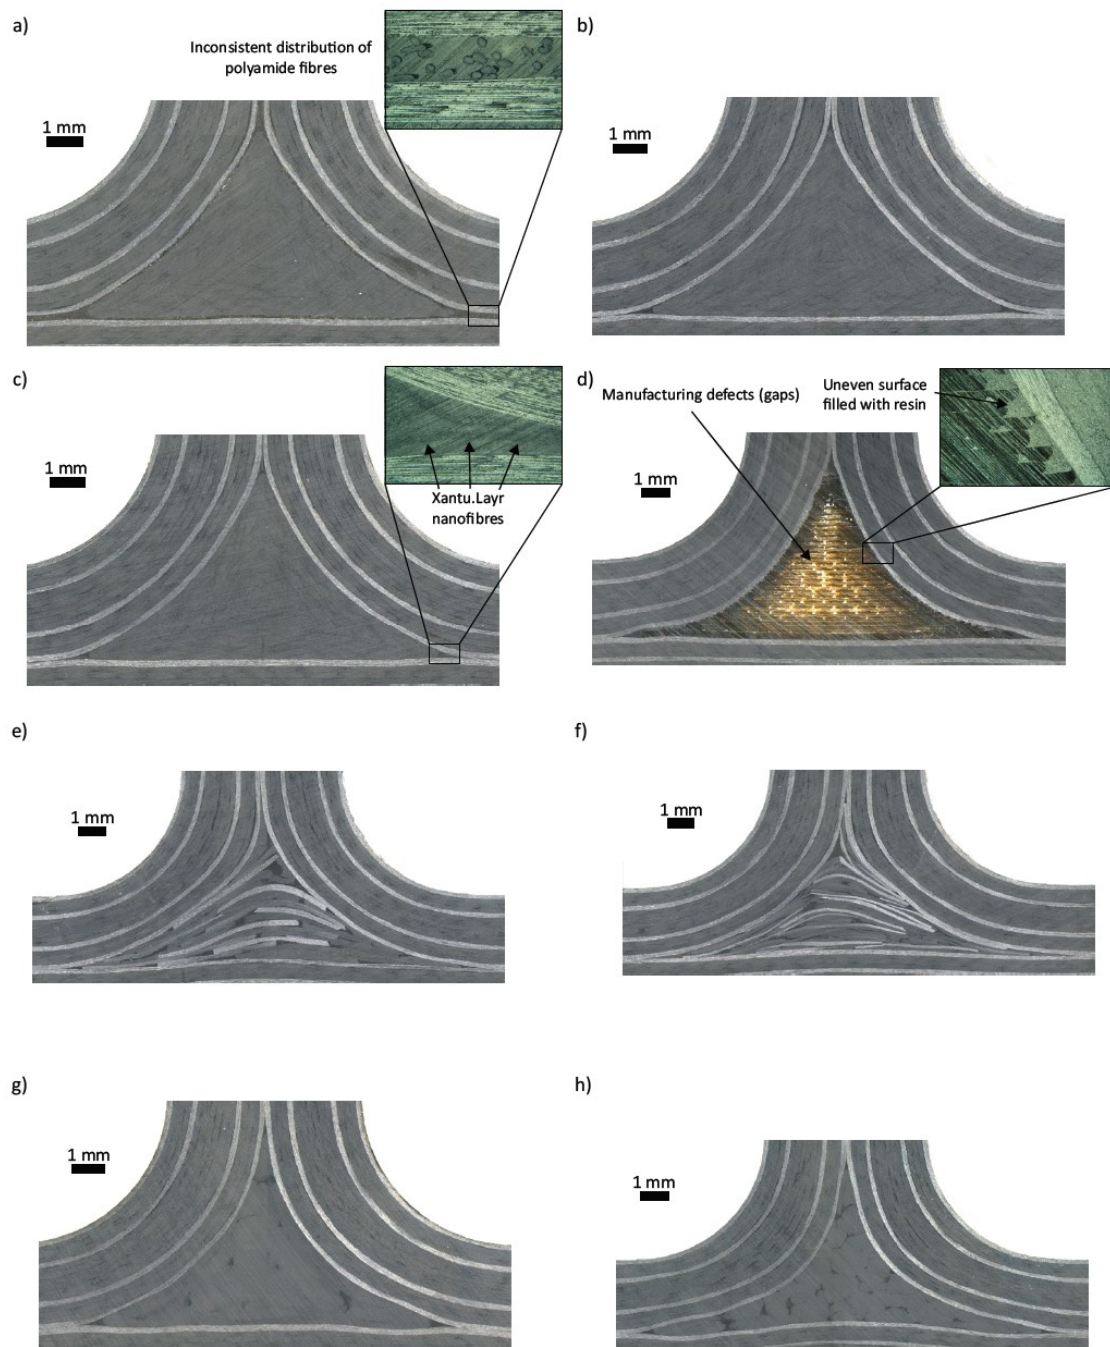 a)
Inconsistent distribution of
polyamide fibres
1 mm
b)
1 mm
c)
1 mm
Xantu.Layr
nanofibres
d)
Manufacturing defects (gaps)
Uneven surface
filled with resin
1 mm
e)
1 mm
f)
1 mm
g)
1 mm
h)
1 mm